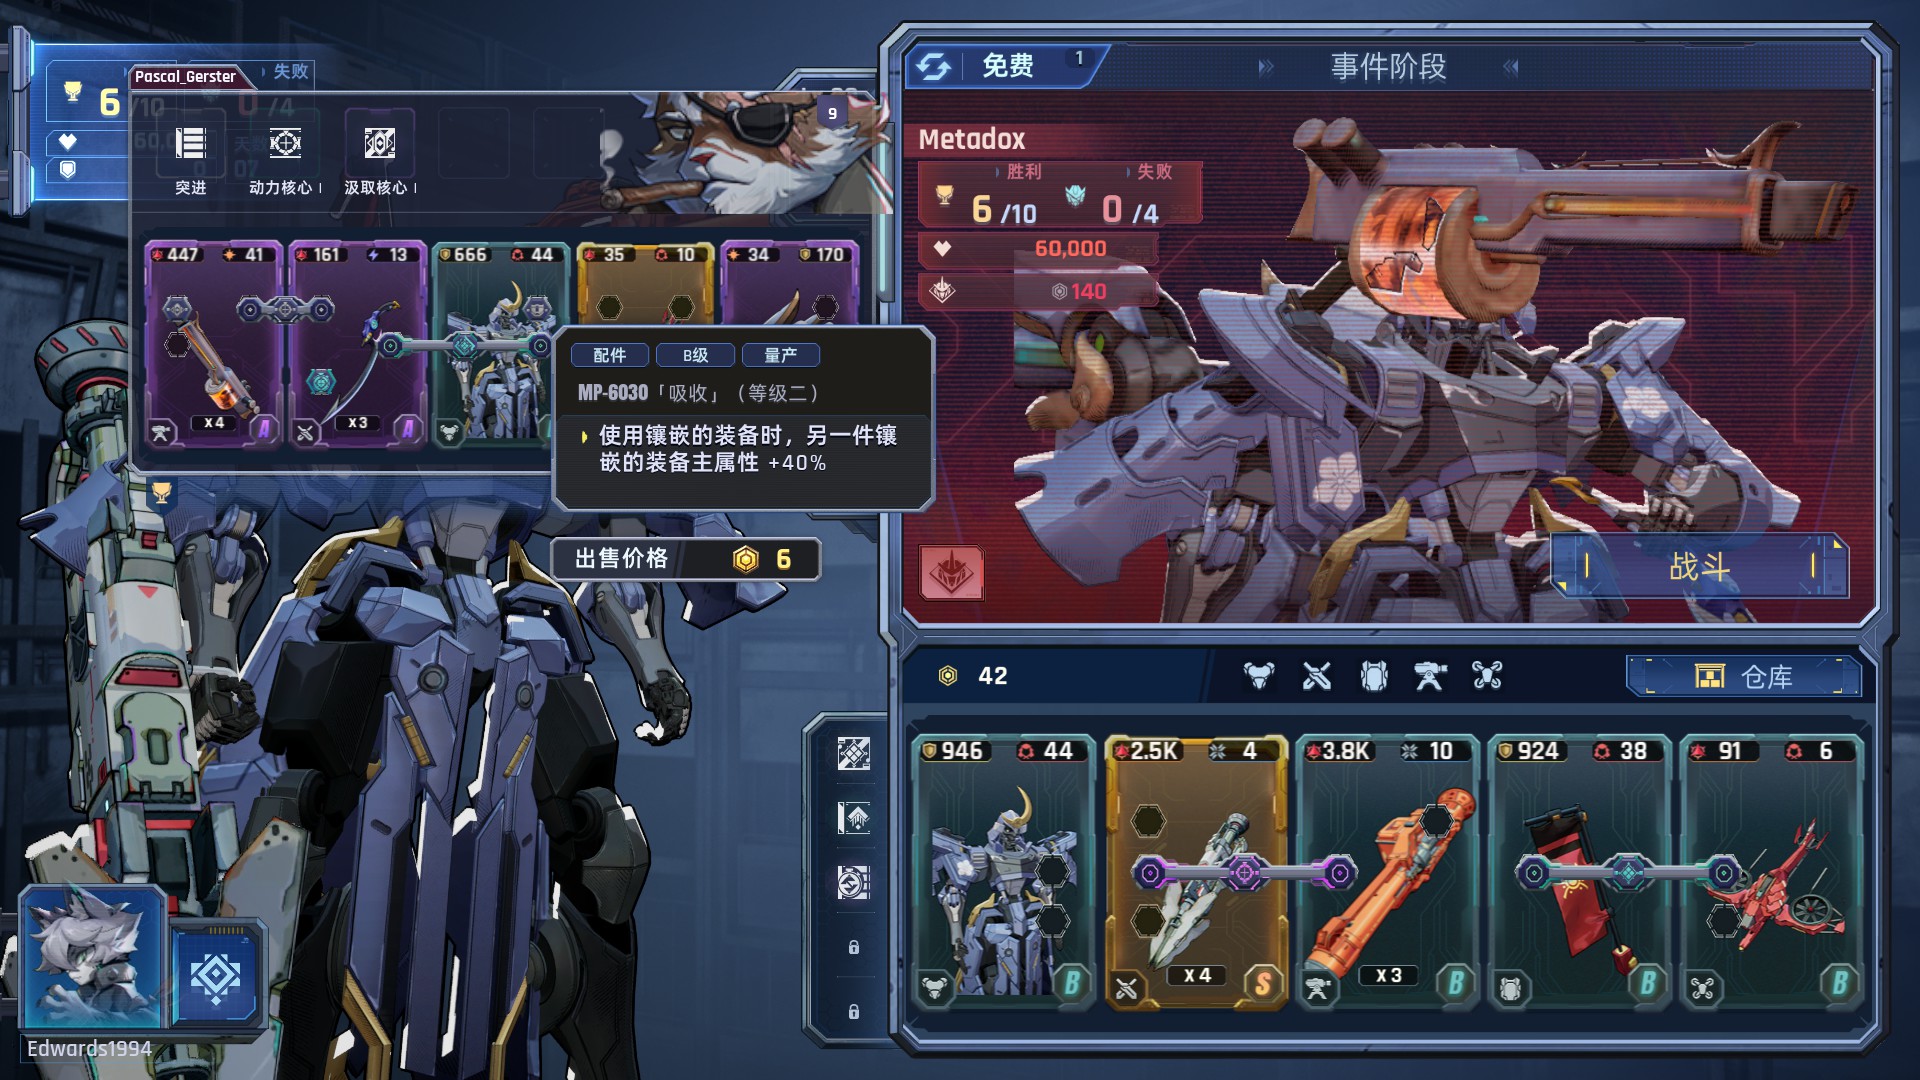 失败
Pascal_Gerster
6 /10
0 /4
60,0
天
07
9
突进
动力核心 I
汲取核心 I
447 41
161 13
666 44
35 10
34 170
x4 A
x3 A
配件
B级
量产
MP-6030「吸收」（等级二）
使用镶嵌的装备时，另一件镶
嵌的装备主属性 +40%
出售价格 6
免费 1
事件阶段
Metadox
胜利
失败
6 /10
0 /4
60,000
140
战斗
42
仓库
946 44
2.5K 4
3.8K 10
924 38
91 6
B
x4 S
x3 B
B
B
Edwards1994